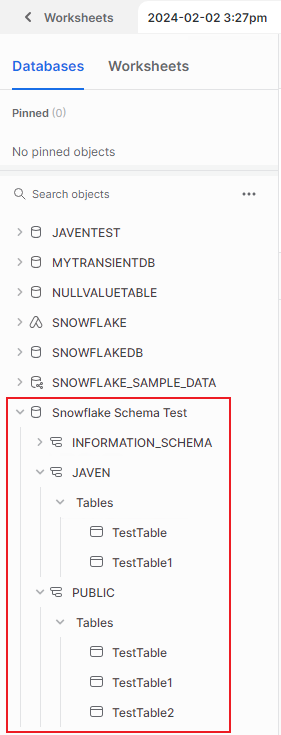 Worksheets
2024-02-02 3:27pm
Databases
Worksheets
Pinned (0)
No pinned objects
Search objects
JAVENTEST
MYTRANSIENTDB
NULLVALUETABLE
SNOWFLAKE
SNOWFLAKEDB
SNOWFLAKE_SAMPLE_DATA
Snowflake Schema Test
INFORMATION_SCHEMA
JAVEN
Tables
TestTable
TestTable1
PUBLIC
Tables
TestTable
TestTable1
TestTable2